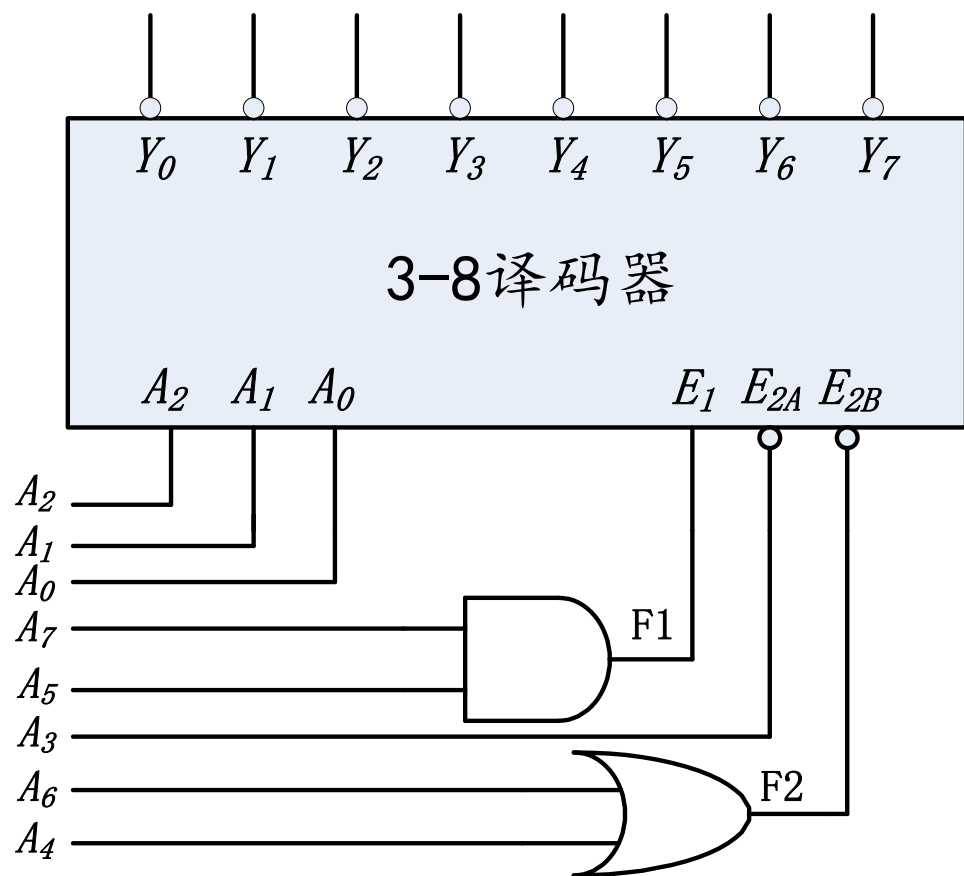 Y0 Y1 Y2 Y3 Y4 Y5 Y6 Y7
3-8译码器
A2 A1 A0 E1 E2A E2B
A2
A1
A0
A7
F1
A5
A3
A6
F2
A4